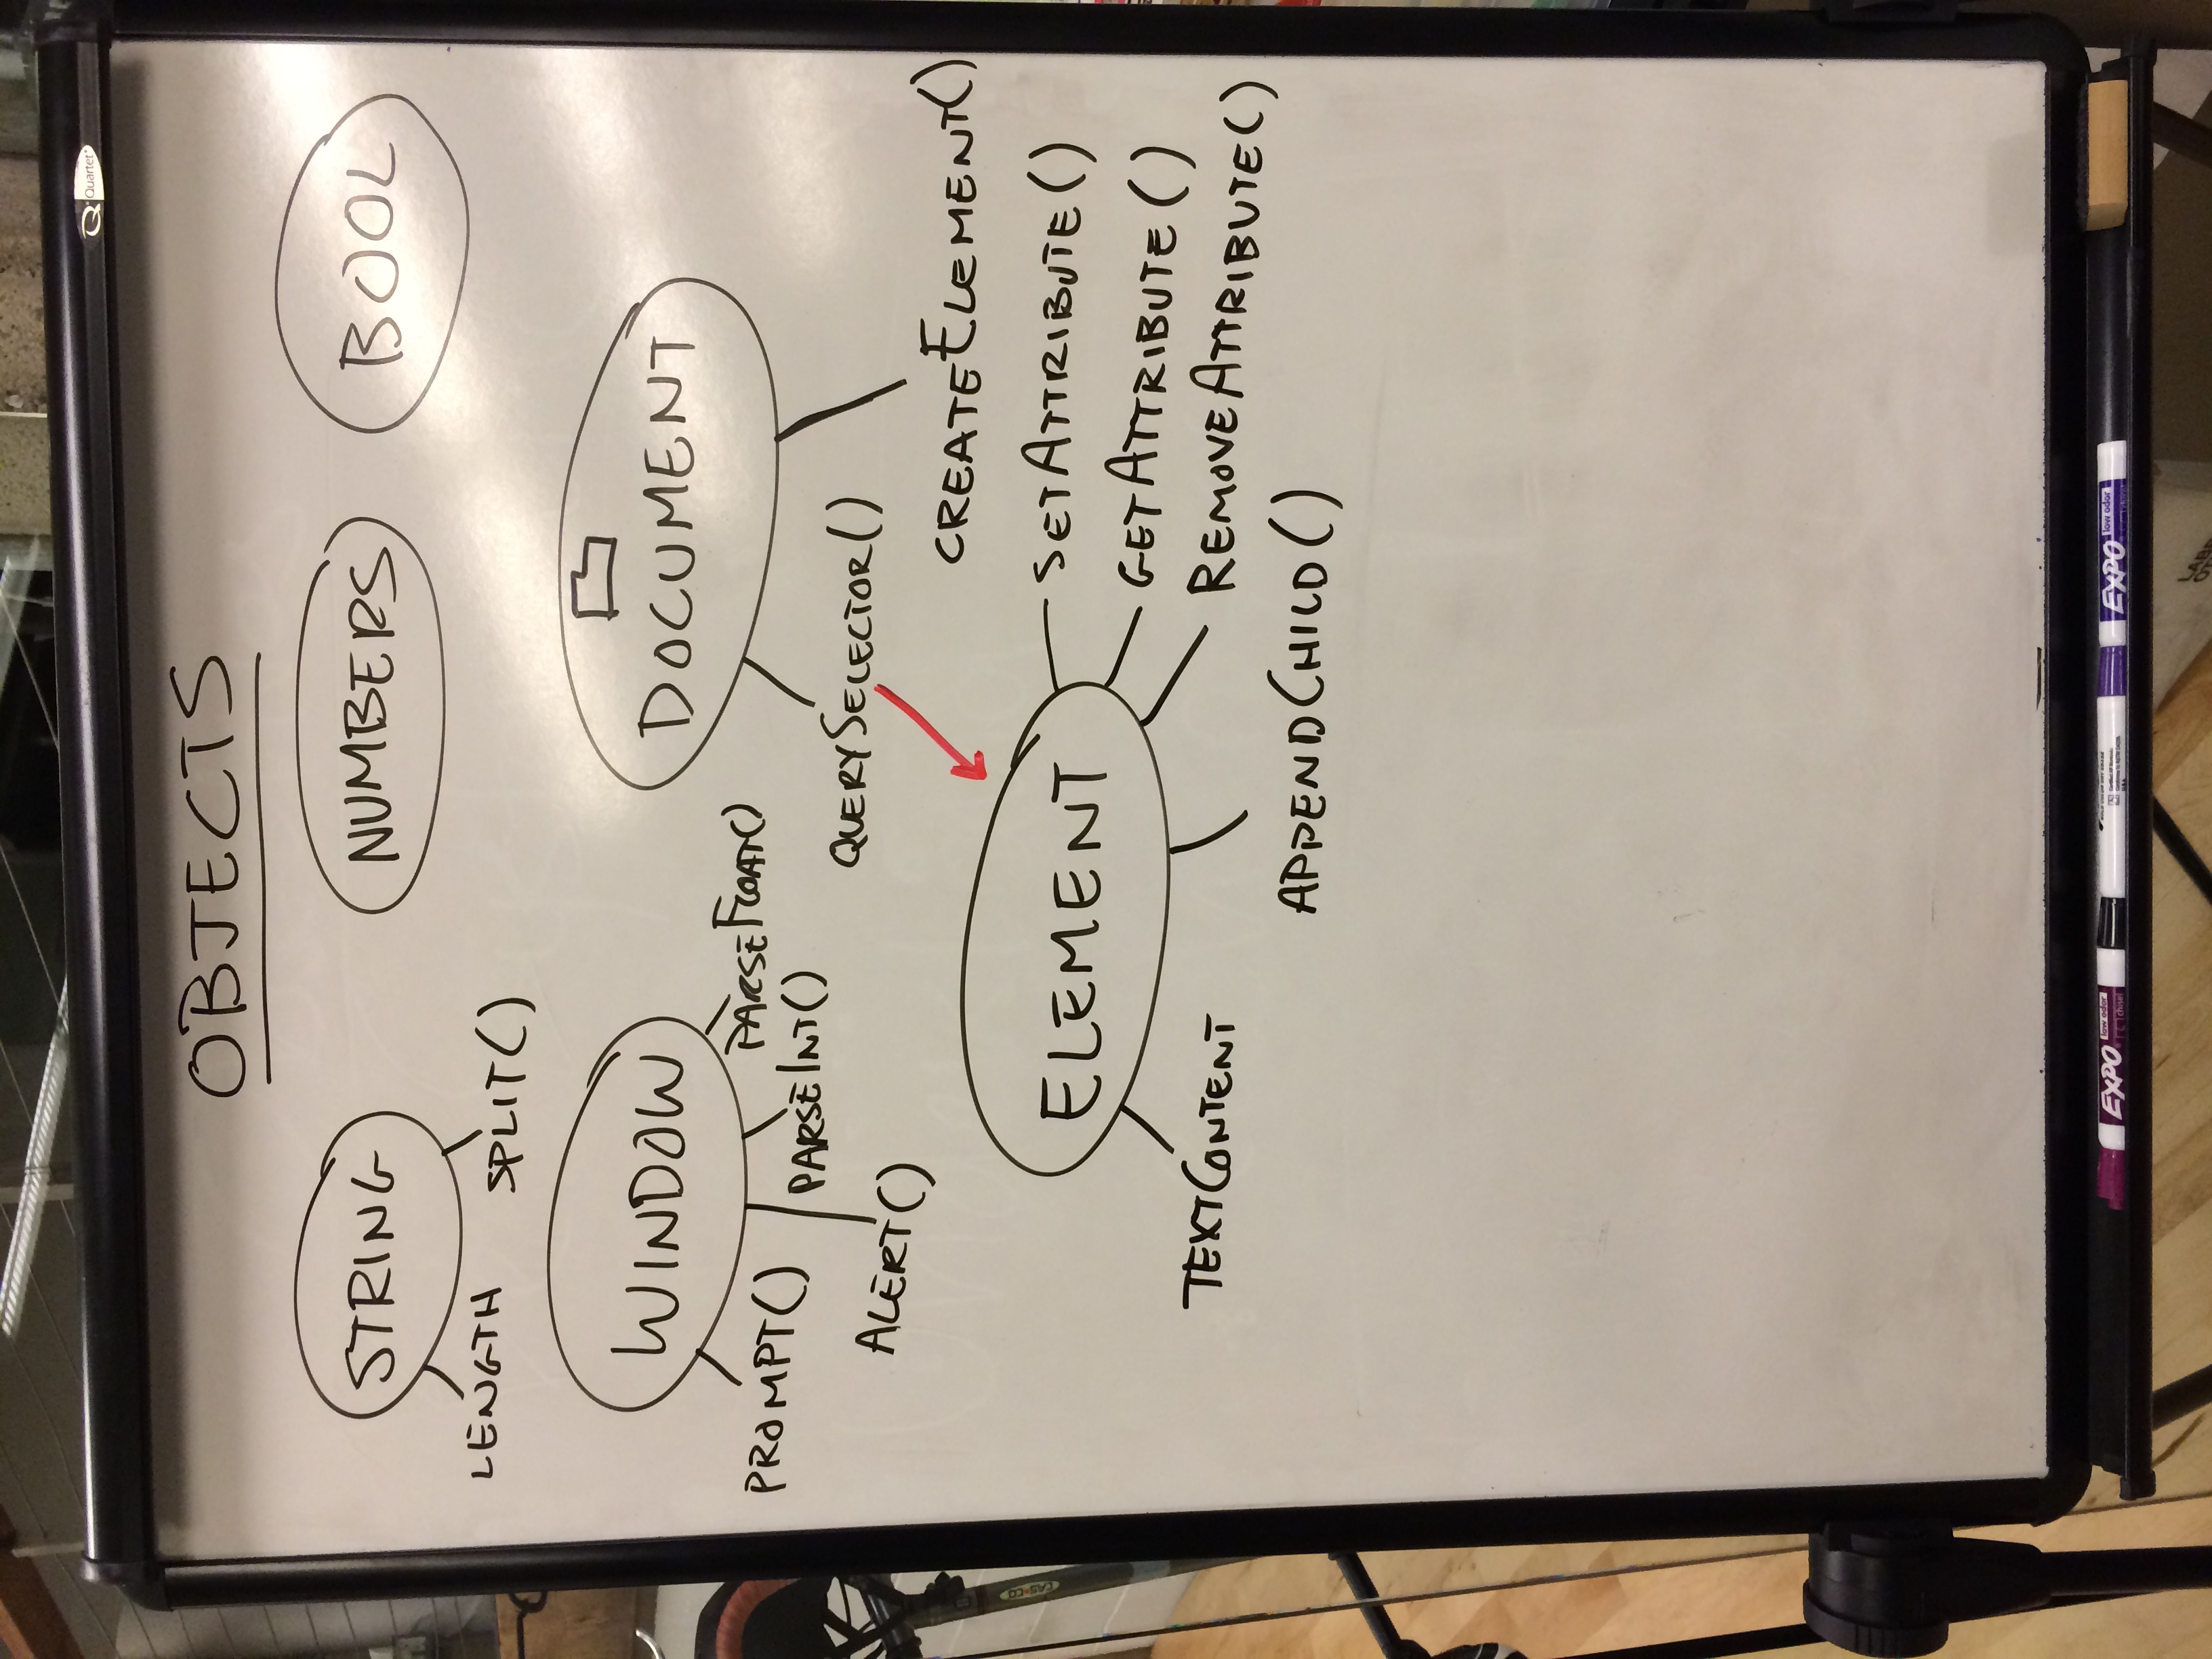 Q Quartet
OBJECTS
STRING
NUMBERS
BOOL
LENGTH
SPLIT()
WINDOW
DOCUMENT
PROMPT()
ALERT()
PARSEINT()
PARSEFLOAT()
QUERYSELECTOR()
CREATEELEMENT()
ELEMENT
SETATTRIBUTE()
GETATTRIBUTE()
REMOVEATTRIBUTE()
TEXTCONTENT
APPENDCHILD()
EXPO low odor
chisel
EXPO low odor